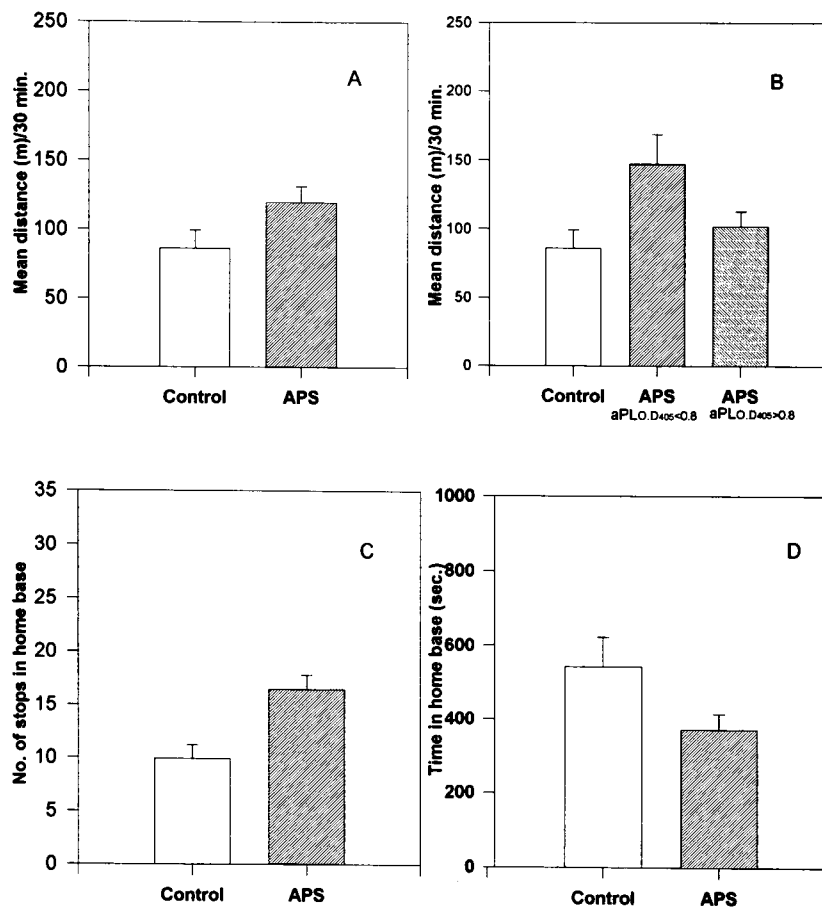 Mean distance (m)/30 min.
250
200
150
100
50
0
A
Control
APS
Mean distance (m)/30 min.
250
200
150
100
50
0
B
Control
APS
aPLO.D405<0.8
APS
aPLO.D405>0.8
No. of stops in home base
35
30
25
20
15
10
5
0
C
Control
APS
Time in home base (sec.)
1000
800
600
400
200
0
D
Control
APS